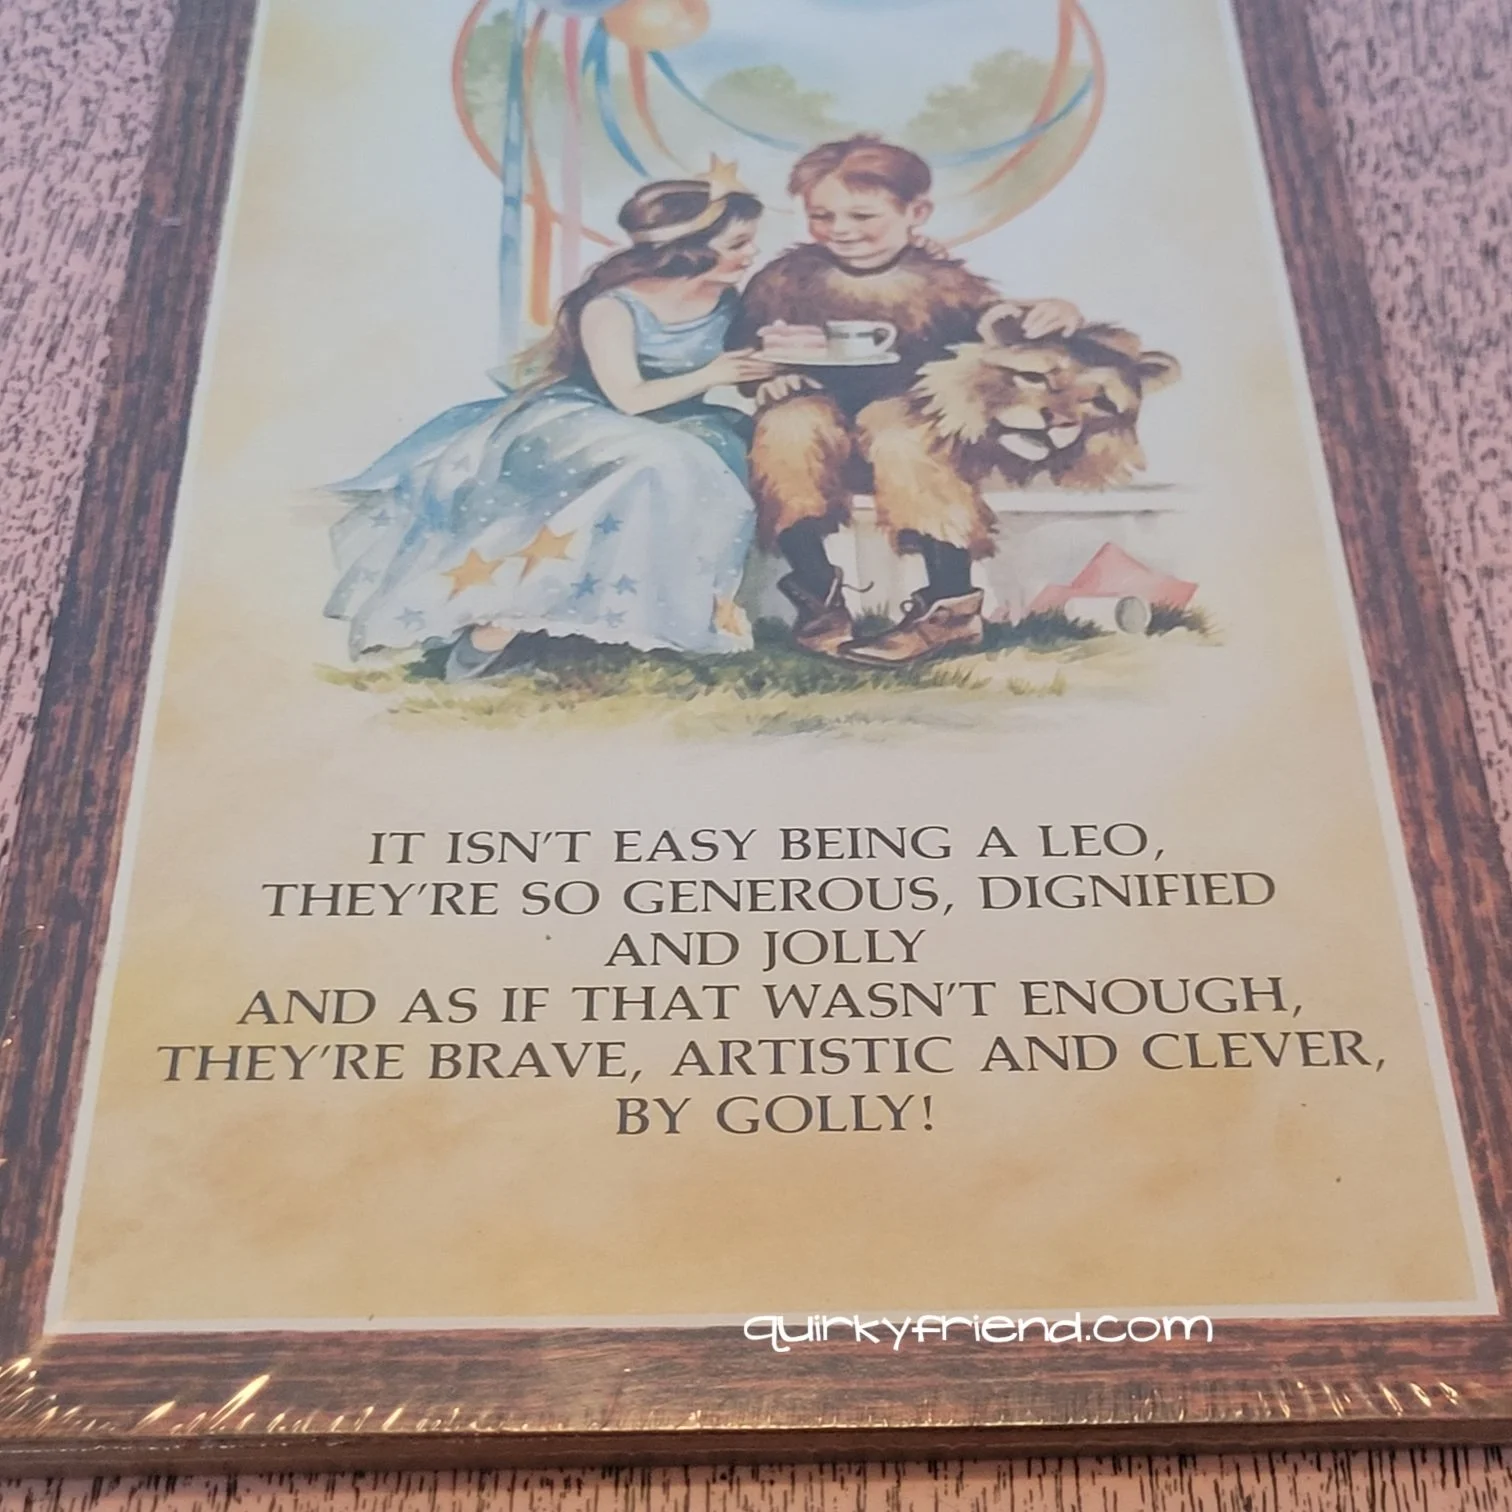 IT ISN'T EASY BEING A LEO,
THEY'RE SO GENEROUS, DIGNIFIED
AND JOLLY
AND AS IF THAT WASN'T ENOUGH,
THEY'RE BRAVE, ARTISTIC AND CLEVER,
BY GOLLY!
quirkyfriend.com